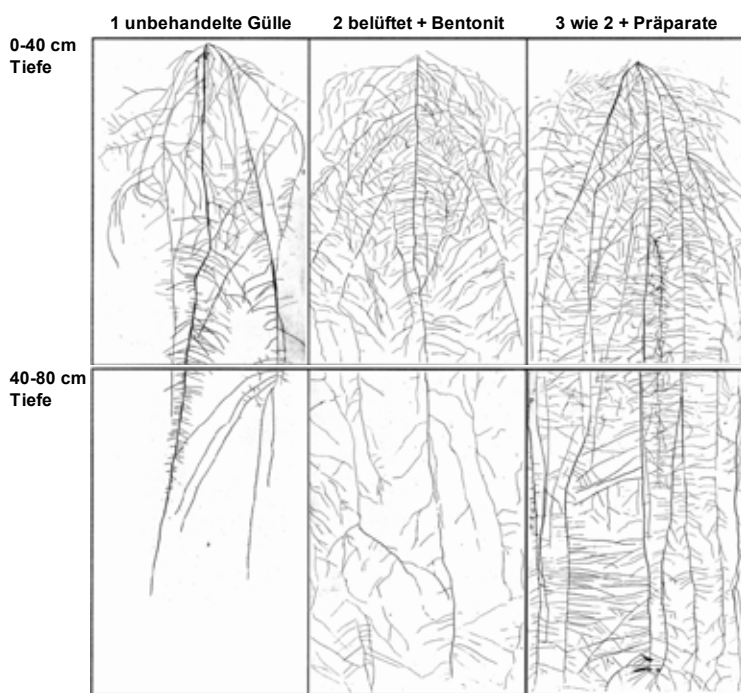 1 unbehandelte Gülle
2 belüftet + Bentonit
3 wie 2 + Präparate
0-40 cm
Tiefe
40-80 cm
Tiefe